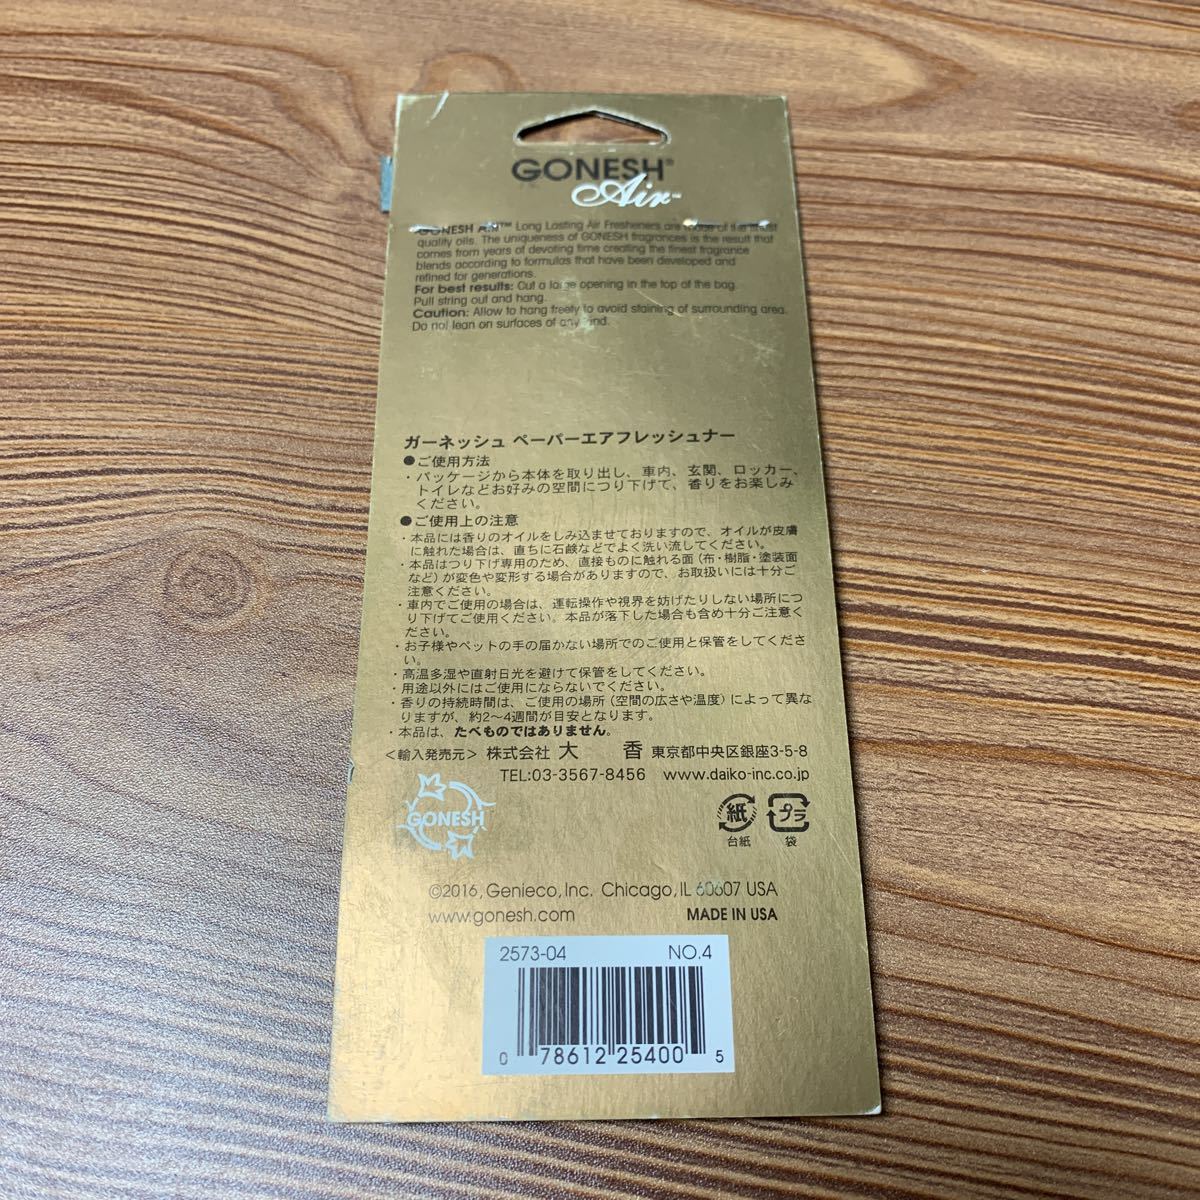 GONESH®
Air™
GONESH AIR™ Long Lasting Air Fresheners are made of the finest
quality oils. The uniqueness of GONESH fragrances is the result that
comes from years of devoting time creating the finest fragrance
blends according to formulas that have been developed and
refined for generations.
For best results: Cut a large opening in the top of the bag.
Pull string out and hang.
Caution: Allow to hang freely to avoid staining of surrounding area.
Do not lean on surfaces of any kind.
ガーネッシュ ペーパーエアフレッシュナー
●ご使用方法
・パッケージから本体を取り出し、車内、玄関、ロッカー、
トイレなどお好みの空間につり下げて、香りをお楽しみ
ください。
●ご使用上の注意
・本品には香りのオイルをしみ込ませておりますので、オイルが皮膚
に触れた場合は、直ちに石鹸などでよく洗い流してください。
・本品はつり下げ専用のため、直接ものに触れる面（布・樹脂・塗装面
など）が変色や変形する場合がありますので、お取扱いには十分ご
注意ください。
・車内でご使用の場合は、運転操作や視界を妨げたりしない場所につ
り下げてご使用ください。本品が落下した場合も含め十分ご注意く
ださい。
・お子様やペットの手の届かない場所でのご使用と保管をしてくださ
い。
・高温多湿や直射日光を避けて保管をしてください。
・用途以外にはご使用にならないでください。
・香りの持続時間は、ご使用の場所（空間の広さや温度）によって異な
りますが、約2〜4週間が目安となります。
・本品は、たべものではありません。
＜輸入発売元＞ 株式会社 大 香 東京都中央区銀座3-5-8
TEL:03-3567-8456 www.daiko-inc.co.jp
GONESH
紙 プラ
台紙 袋
©2016, Genieco, Inc. Chicago, IL 60607 USA
www.gonesh.com MADE IN USA
2573-04 NO.4
0 78612 25400 5